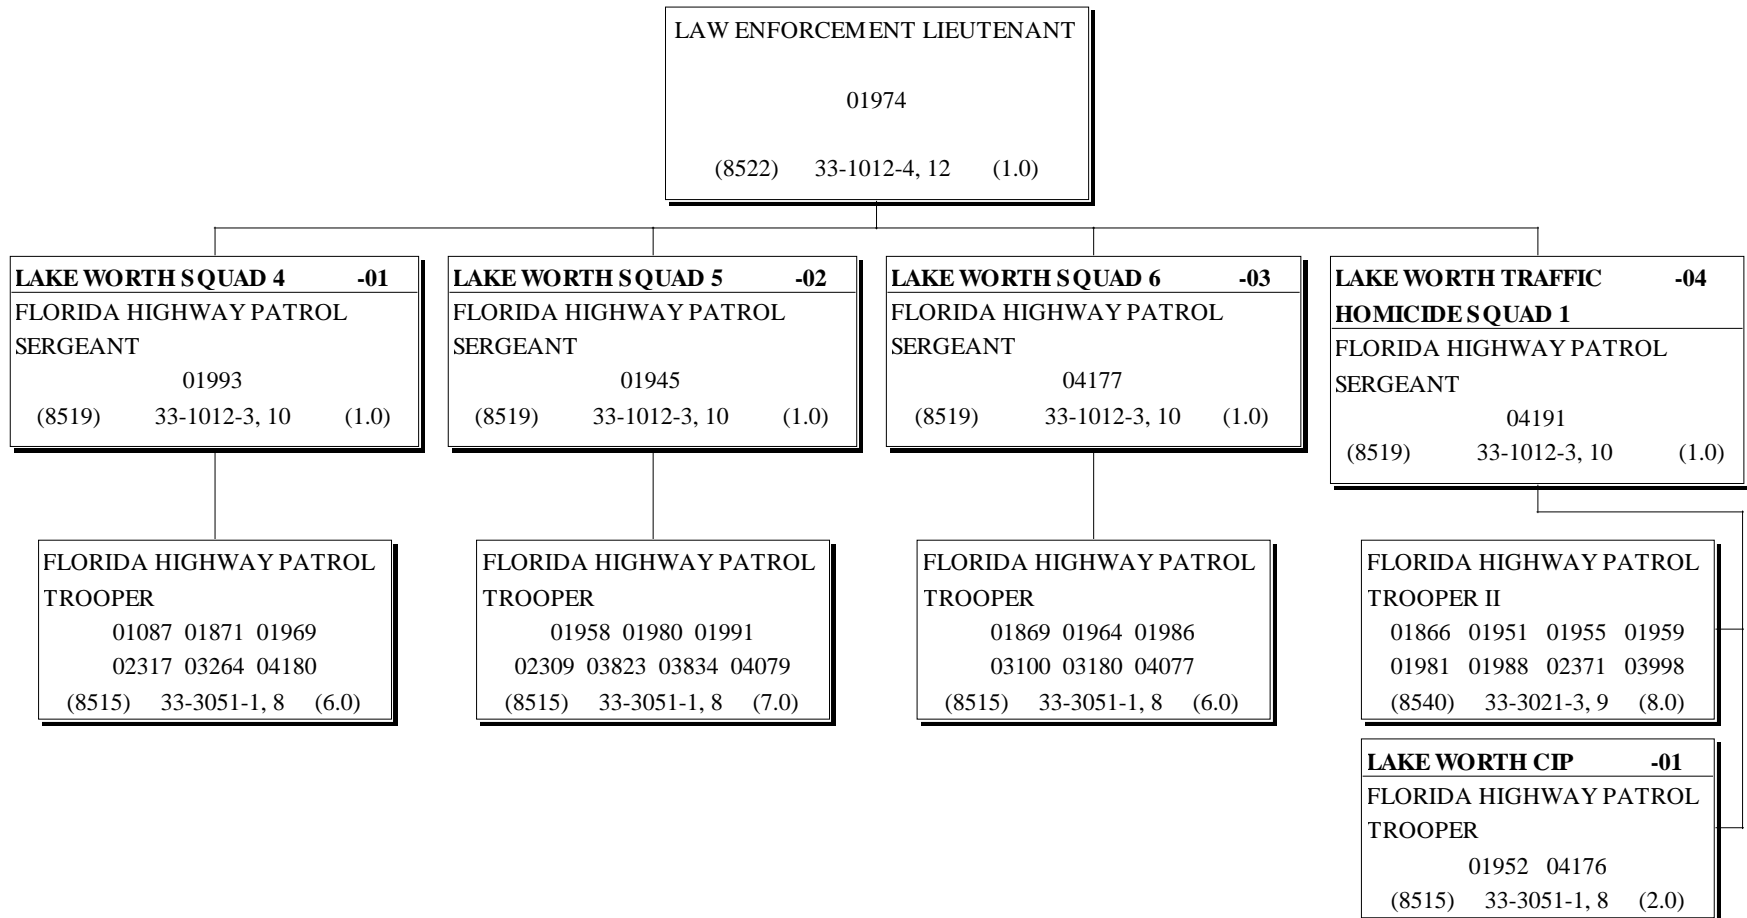 LAW ENFORCEMENT LIEUTENANT
01974
(8522) 33-1012-4, 12 (1.0)
LAKE WORTH SQUAD 4 -01
FLORIDA HIGHWAY PATROL
SERGEANT
01993
(8519) 33-1012-3, 10 (1.0)
LAKE WORTH SQUAD 5 -02
FLORIDA HIGHWAY PATROL
SERGEANT
01945
(8519) 33-1012-3, 10 (1.0)
LAKE WORTH SQUAD 6 -03
FLORIDA HIGHWAY PATROL
SERGEANT
04177
(8519) 33-1012-3, 10 (1.0)
LAKE WORTH TRAFFIC -04
HOMICIDE SQUAD 1
FLORIDA HIGHWAY PATROL
SERGEANT
04191
(8519) 33-1012-3, 10 (1.0)
FLORIDA HIGHWAY PATROL
TROOPER
01087 01871 01969
02317 03264 04180
(8515) 33-3051-1, 8 (6.0)
FLORIDA HIGHWAY PATROL
TROOPER
01958 01980 01991
02309 03823 03834 04079
(8515) 33-3051-1, 8 (7.0)
FLORIDA HIGHWAY PATROL
TROOPER
01869 01964 01986
03100 03180 04077
(8515) 33-3051-1, 8 (6.0)
FLORIDA HIGHWAY PATROL
TROOPER II
01866 01951 01955 01959
01981 01988 02371 03998
(8540) 33-3021-3, 9 (8.0)
LAKE WORTH CIP -01
FLORIDA HIGHWAY PATROL
TROOPER
01952 04176
(8515) 33-3051-1, 8 (2.0)